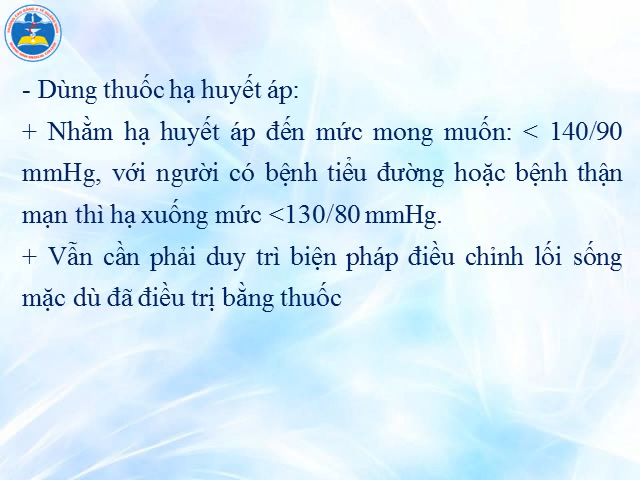 - Dùng thuốc hạ huyết áp:
+ Nhằm hạ huyết áp đến mức mong muốn: < 140/90
mmHg, với người có bệnh tiểu đường hoặc bệnh thận
mạn thì hạ xuống mức <130/80 mmHg.
+ Vẫn cần phải duy trì biện pháp điều chỉnh lối sống
mặc dù đã điều trị bằng thuốc